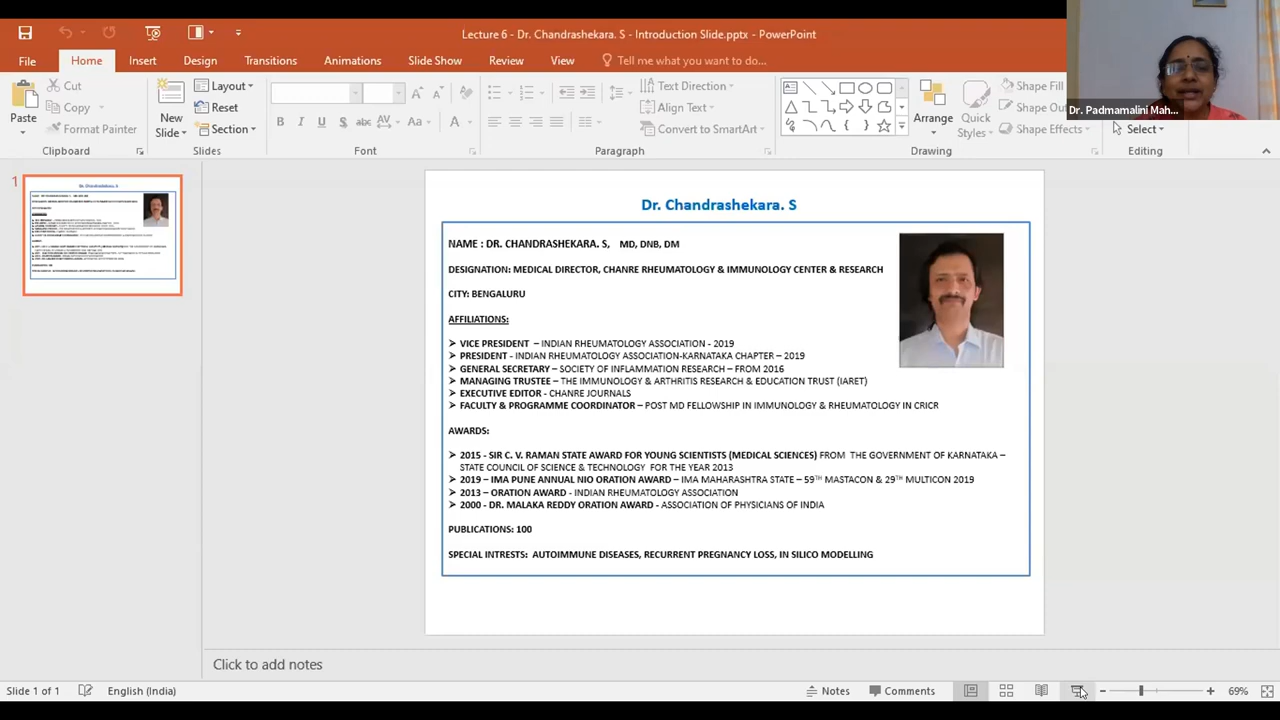 Lecture 6 - Dr. Chandrashekara. S - Introduction Slide.pptx - PowerPoint
File Home Insert Design Transitions Animations Slide Show Review View Tell me what you want to do...
Dr. Padmamalini Mah...
Paste
Cut
Copy
Format Painter
Clipboard
New
Slide
Layout
Reset
Section
Slides
B I U S abc AV Aa A
Font
Text Direction
Align Text
Convert to SmartArt
Paragraph
Arrange
Quick
Styles
Shape Fill
Shape Ou
Shape Effects
Drawing
Select
Editing
1
Dr. Chandrashekara. S
NAME : DR. CHANDRASHEKARA. S, MD, DNB, DM
DESIGNATION: MEDICAL DIRECTOR, CHANRE RHEUMATOLOGY & IMMUNOLOGY CENTER & RESEARCH
CITY: BENGALURU
AFFILIATIONS:
➤ VICE PRESIDENT – INDIAN RHEUMATOLOGY ASSOCIATION - 2019
➤ PRESIDENT - INDIAN RHEUMATOLOGY ASSOCIATION-KARNATAKA CHAPTER – 2019
➤ GENERAL SECRETARY – SOCIETY OF INFLAMMATION RESEARCH – FROM 2016
➤ MANAGING TRUSTEE – THE IMMUNOLOGY & ARTHRITIS RESEARCH & EDUCATION TRUST (IARET)
➤ EXECUTIVE EDITOR - CHANRE JOURNALS
➤ FACULTY & PROGRAMME COORDINATOR – POST MD FELLOWSHIP IN IMMUNOLOGY & RHEUMATOLOGY IN CRICR
AWARDS:
➤ 2015 - SIR C. V. RAMAN STATE AWARD FOR YOUNG SCIENTISTS (MEDICAL SCIENCES) FROM THE GOVERNMENT OF KARNATAKA –
STATE COUNCIL OF SCIENCE & TECHNOLOGY FOR THE YEAR 2013
➤ 2019 – IMA PUNE ANNUAL NIO ORATION AWARD – IMA MAHARASHTRA STATE – 59TH MASTACON & 29TH MULTICON 2019
➤ 2013 – ORATION AWARD - INDIAN RHEUMATOLOGY ASSOCIATION
➤ 2000 - DR. MALAKA REDDY ORATION AWARD - ASSOCIATION OF PHYSICIANS OF INDIA
PUBLICATIONS: 100
SPECIAL INTRESTS: AUTOIMMUNE DISEASES, RECURRENT PREGNANCY LOSS, IN SILICO MODELLING
Click to add notes
Slide 1 of 1 English (India) Notes Comments 69%